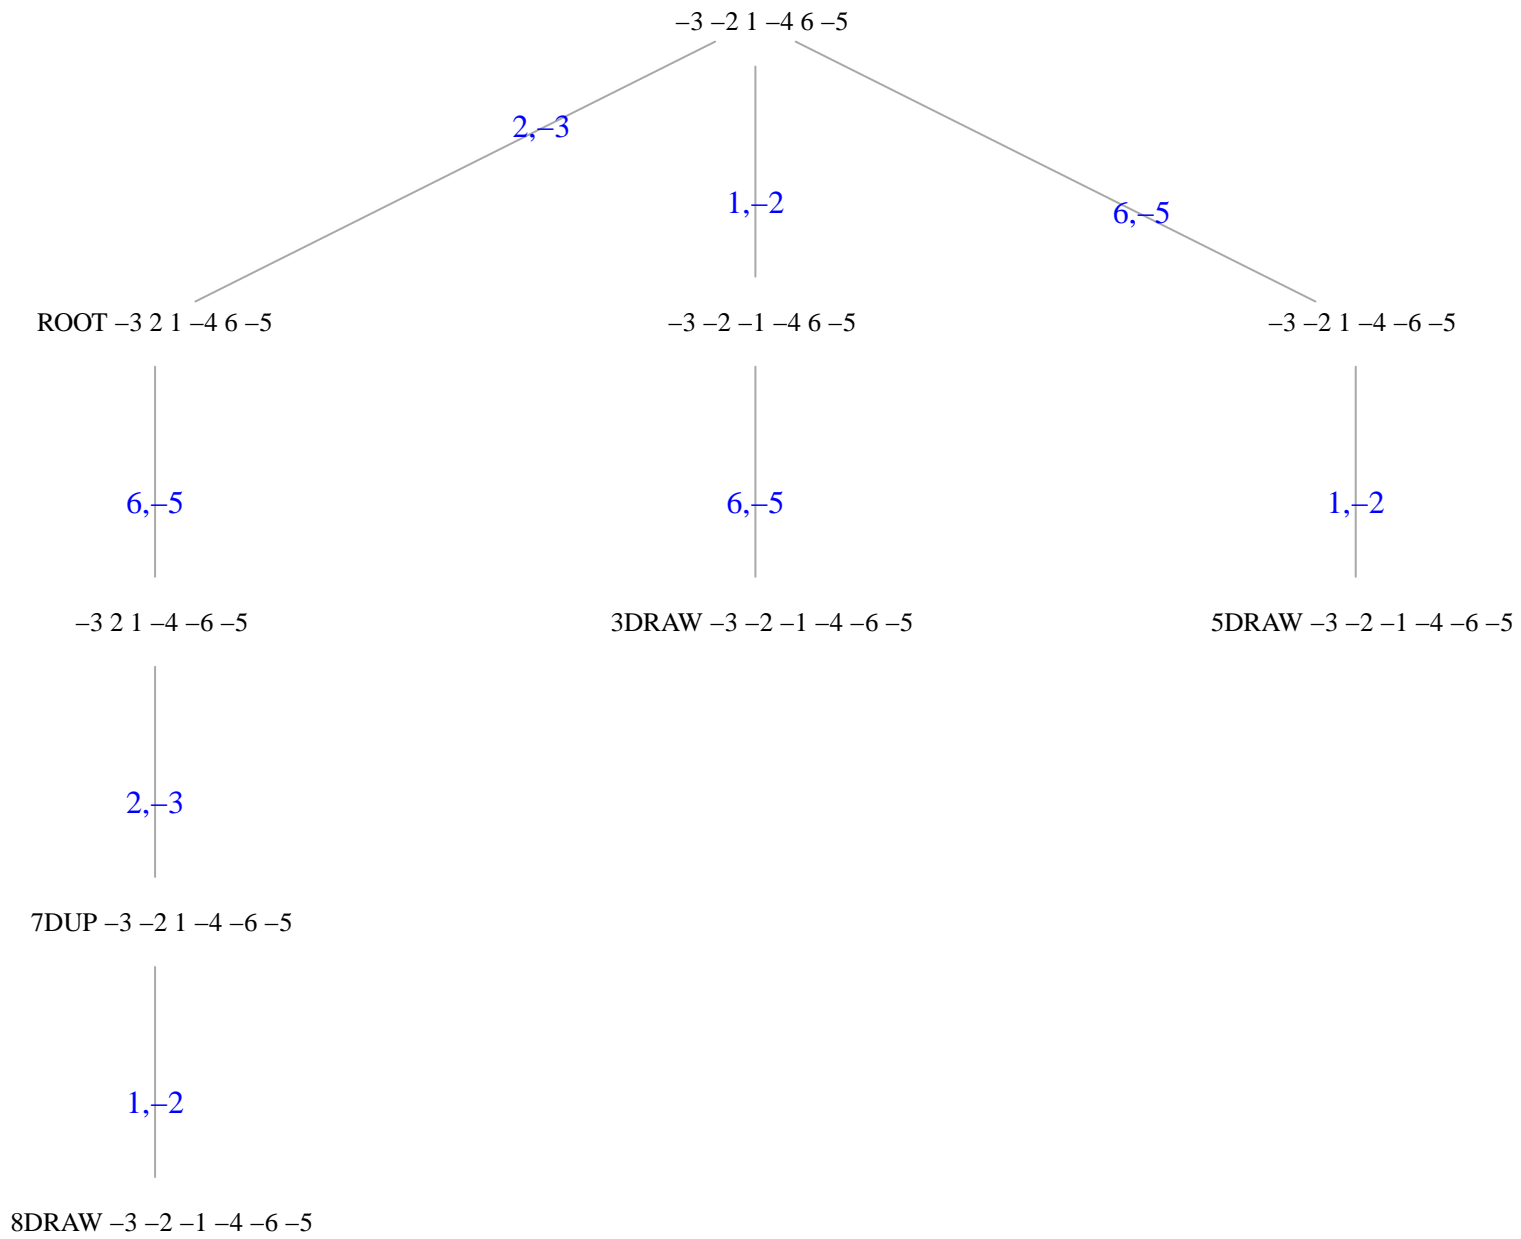 –3 –2 1 –4 6 –5
2,–3
1,–2
6,–5
ROOT –3 2 1 –4 6 –5
–3 –2 –1 –4 6 –5
–3 –2 1 –4 –6 –5
6,–5
6,–5
1,–2
–3 2 1 –4 –6 –5
3DRAW –3 –2 –1 –4 –6 –5
5DRAW –3 –2 –1 –4 –6 –5
2,–3
7DUP –3 –2 1 –4 –6 –5
1,–2
8DRAW –3 –2 –1 –4 –6 –5